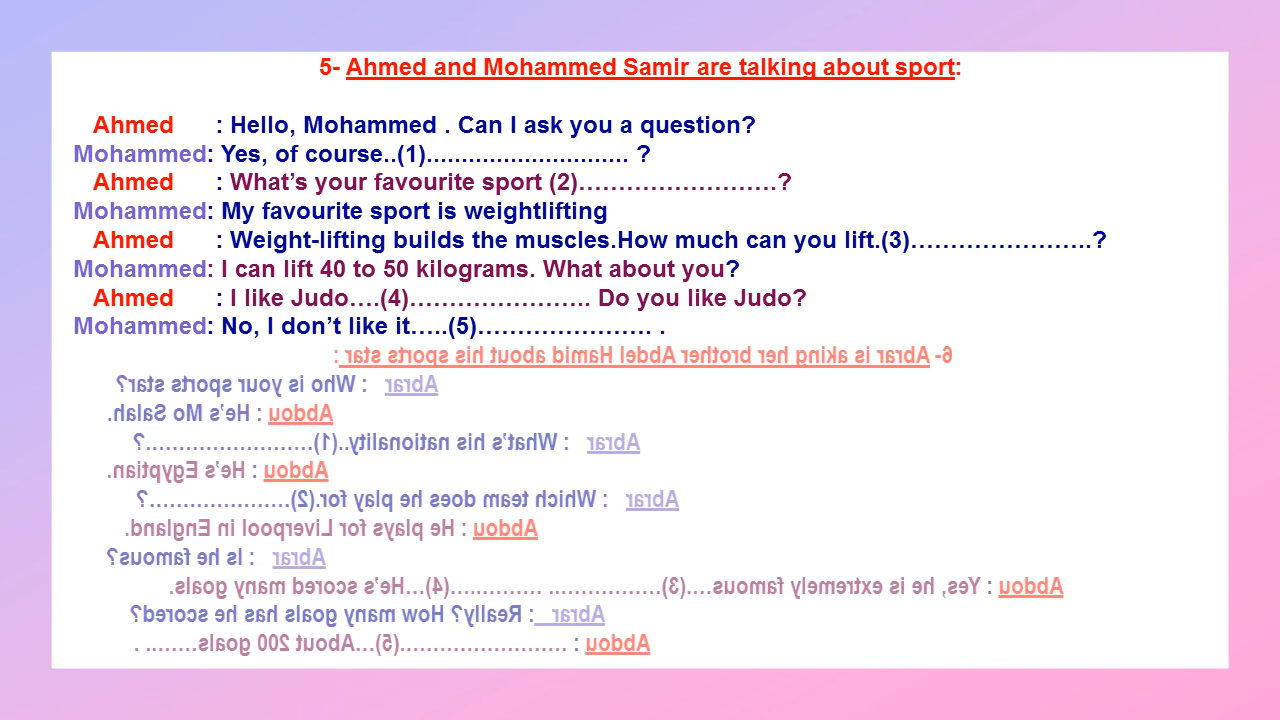 5- Ahmed and Mohammed Samir are talking about sport:
Ahmed : Hello, Mohammed . Can I ask you a question?
Mohammed: Yes, of course..(1)............................. ?
Ahmed : What’s your favourite sport (2)…………………….?
Mohammed: My favourite sport is weightlifting
Ahmed : Weight-lifting builds the muscles.How much can you lift.(3)…………………..?
Mohammed: I can lift 40 to 50 kilograms. What about you?
Ahmed : I like Judo….(4)………………….. Do you like Judo?
Mohammed: No, I don’t like it…..(5)…………………. .
6- Abrar is aking her brother Abdel Hamid about his sports star :
Abrar : Who is your sports star?
Abdou : He’s Mo Salah.
Abrar : What’s his nationality..(1)…………………….?
Abdou : He’s Egyptian.
Abrar : Which team does he play for.(2)…………………?
Abdou : He plays for Liverpool in England.
Abrar : Is he famous?
Abdou : Yes, he is extremely famous….(3)……………... …………..(4)…He’s scored many goals.
Abrar : Really? How many goals has he scored?
Abdou : …………………….(5)…About 200 goals…….. .